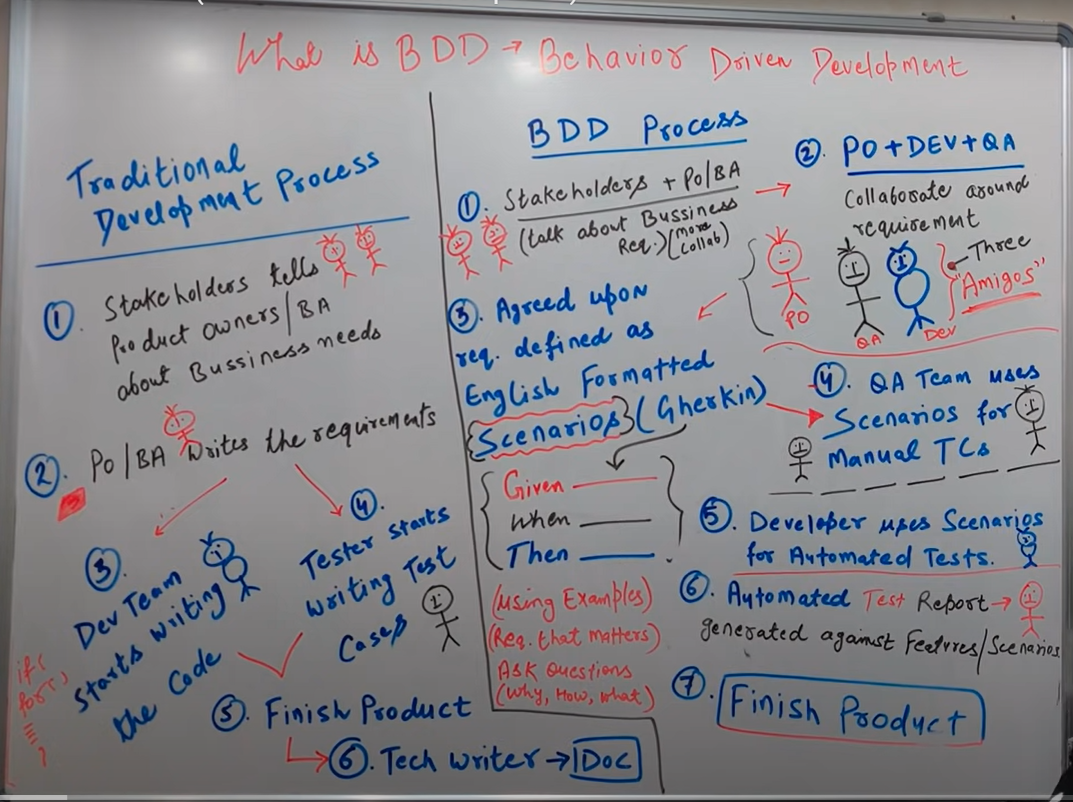 What is BDD → Behavior Driven Development
Traditional
Development Process
①. Stakeholders tells
Product owners/BA
about Bussiness needs
②. PO/BA Writes the requirements
③.
Dev Team
Starts writing
the Code
④.
Tester starts
writing Test
Cases
if(
for( )
⑤. Finish Product
⑥. Tech writer → Doc
BDD Process
①. Stakeholders + PO/BA
(talk about Bussiness
Req.) (more
Collab)
②. PO+DEV+QA
Collaborate around
requirement
Three
"Amigos"
PO
QA
Dev
③. Agreed upon
req. defined as
English Formatted
Scenarios (Gherkin)
Given
When
Then
(using Examples)
(Req. that matters)
ASK Questions
(Why, How, what)
④. QA Team uses
Scenarios for
manual TCs
⑤. Developer uses Scenarios
for Automated Tests.
⑥. Automated Test Report →
generated against Features/Scenarios
⑦. Finish Product